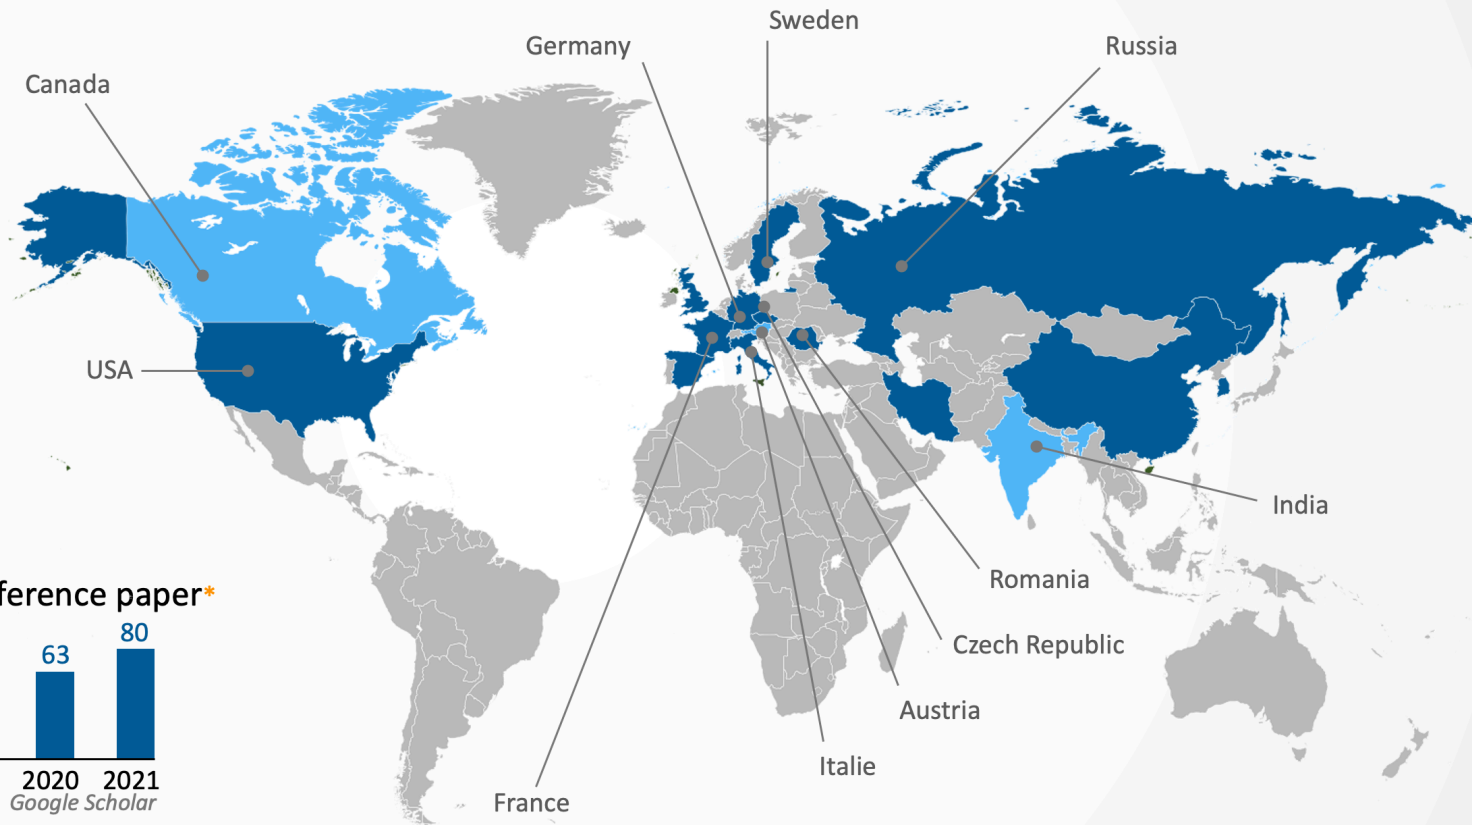 Sweden
Germany
Russia
Canada
USA
India
Romania
ference paper*
80
63
Czech Republic
Austria
Italie
2020 2021
Google Scholar
France